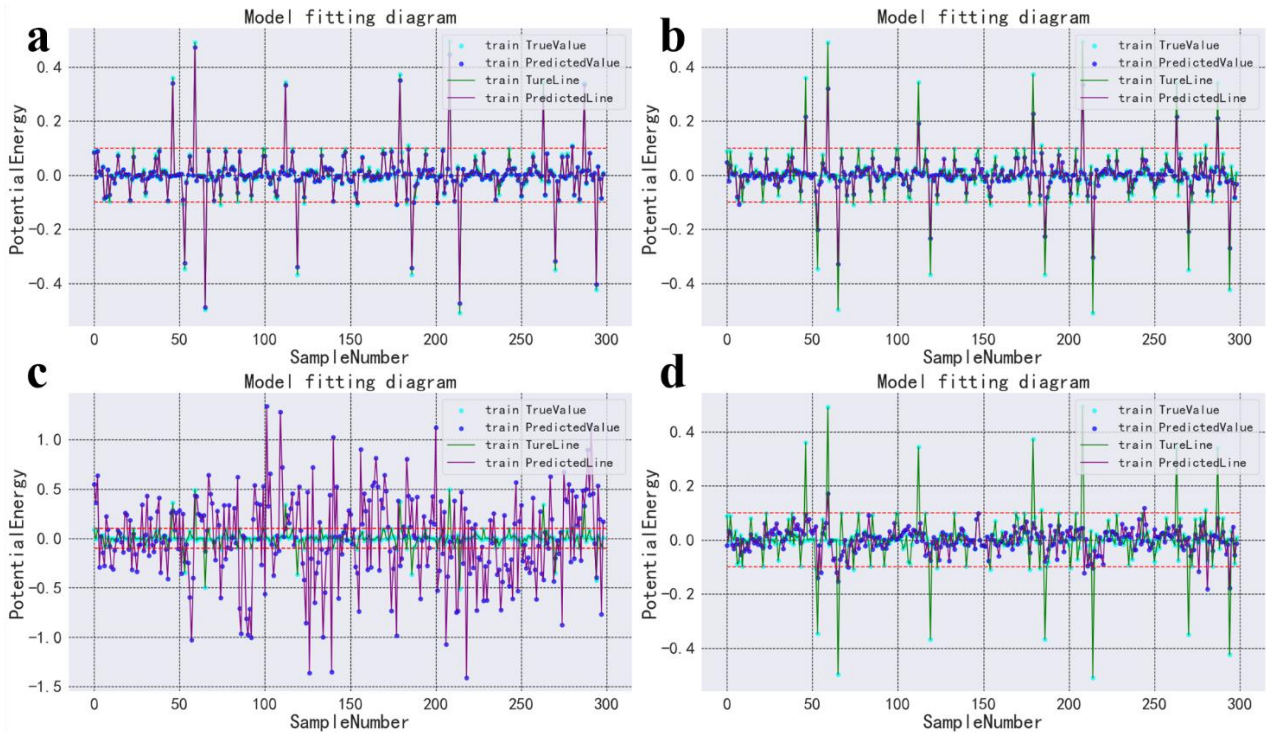 a
Model fitting diagram
PotentialEnergy
0.4
0.2
0.0
−0.2
−0.4
train TrueValue
train PredictedValue
train TureLine
train PredictedLine
0 50 100 150 200 250 300
SampleNumber
b
Model fitting diagram
PotentialEnergy
0.4
0.2
0.0
−0.2
−0.4
train TrueValue
train PredictedValue
train TureLine
train PredictedLine
0 50 100 150 200 250 300
SampleNumber
c
Model fitting diagram
PotentialEnergy
1.0
0.5
0.0
−0.5
−1.0
−1.5
train TrueValue
train PredictedValue
train TureLine
train PredictedLine
0 50 100 150 200 250 300
SampleNumber
d
Model fitting diagram
PotentialEnergy
0.4
0.2
0.0
−0.2
−0.4
train TrueValue
train PredictedValue
train TureLine
train PredictedLine
0 50 100 150 200 250 300
SampleNumber